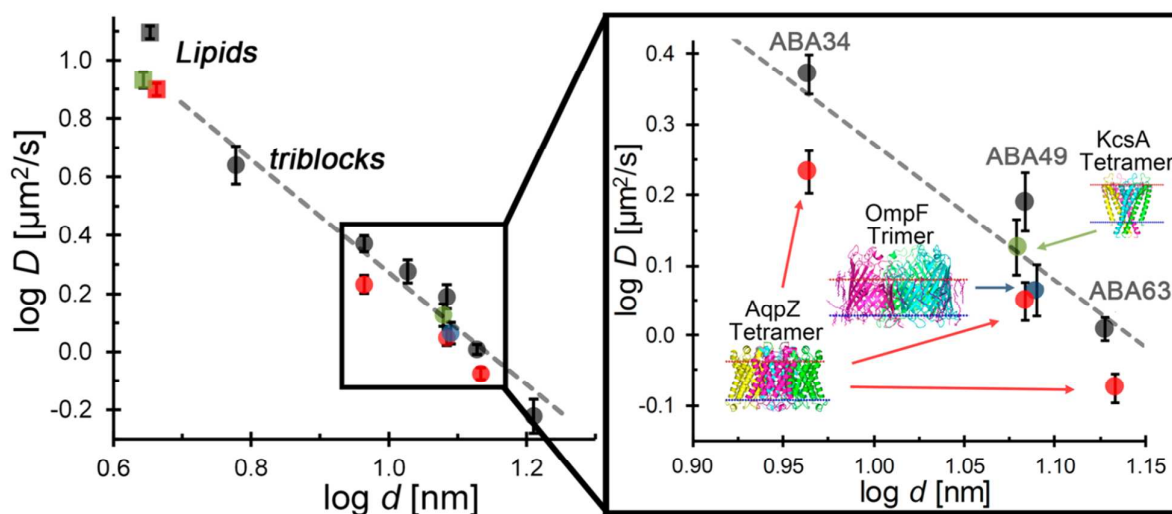 Lipids
triblocks
log D [μm²/s]
1.0
0.8
0.6
0.4
0.2
0.0
-0.2
0.6
0.8
1.0
1.2
log d [nm]
ABA34
ABA49
ABA63
KcsA
Tetramer
OmpF
Trimer
AqpZ
Tetramer
log D [μm²/s]
0.4
0.3
0.2
0.1
0.0
-0.1
0.90
0.95
1.00
1.05
1.10
1.15
log d [nm]